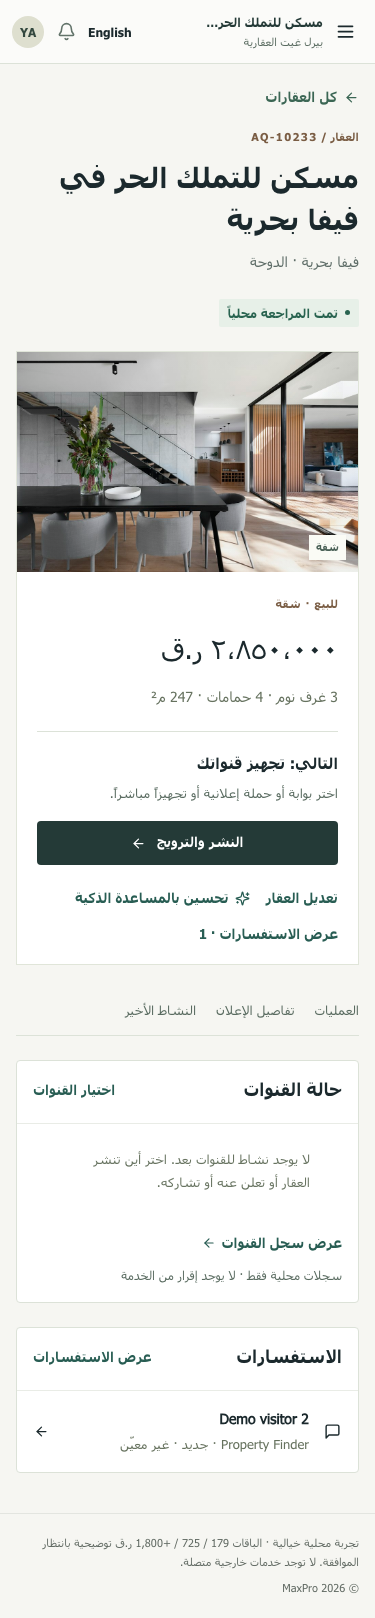 مسكن للتملك الحر...
بيرل غيت العقارية
English
YA
كل العقارات
العقار / AQ-10233
مسكن للتملك الحر في
فيفا بحرية
فيفا بحرية · الدوحة
تمت المراجعة محلياً
شقة
للبيع · شقة
٢،٨٥٠،٠٠٠ ر.ق
3 غرف نوم · 4 حمامات · 247 م²
التالي: تجهيز قنواتك
اختر بوابة أو حملة إعلانية أو تجهيزاً مباشراً.
النشر والترويج
تعديل العقار
تحسين بالمساعدة الذكية
عرض الاستفسارات · 1
العمليات
تفاصيل الإعلان
النشاط الأخير
حالة القنوات
اختيار القنوات
لا يوجد نشاط للقنوات بعد. اختر أين تنشر
العقار أو تعلن عنه أو تشاركه.
عرض سجل القنوات
سجلات محلية فقط · لا يوجد إقرار من الخدمة
الاستفسارات
عرض الاستفسارات
Demo visitor 2
Property Finder · جديد · غير معيّن
تجربة محلية خيالية · الباقات 179 / 725 / +1,800 ر.ق توضيحية بانتظار
الموافقة. لا توجد خدمات خارجية متصلة.
© MaxPro 2026